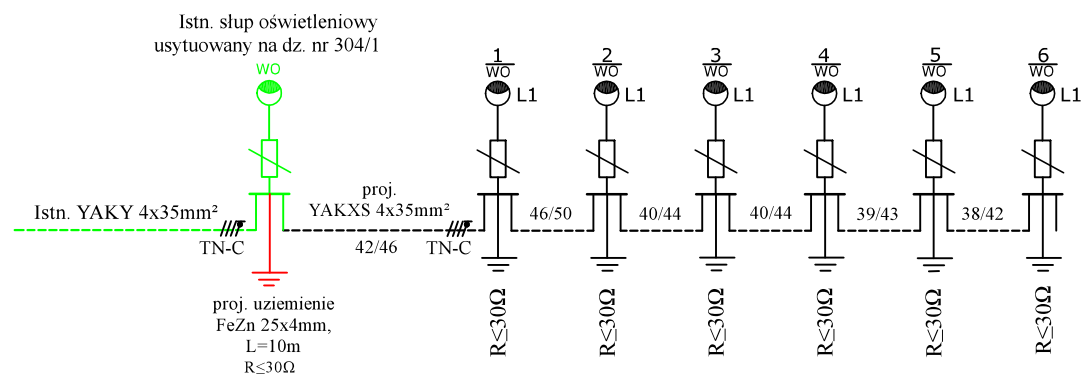 Istn. słup oświetleniowy
usytuowany na dz. nr 304/1
WO
Istn. YAKY 4x35mm²
TN-C
proj. uziemienie
FeZn 25x4mm,
L=10m
R≤30Ω
proj.
YAKXS 4x35mm²
42/46
TN-C
1
WO
L1
R≤30Ω
46/50
2
WO
L1
R≤30Ω
40/44
3
WO
L1
R≤30Ω
40/44
4
WO
L1
R≤30Ω
39/43
5
WO
L1
R≤30Ω
38/42
6
WO
L1
R≤30Ω